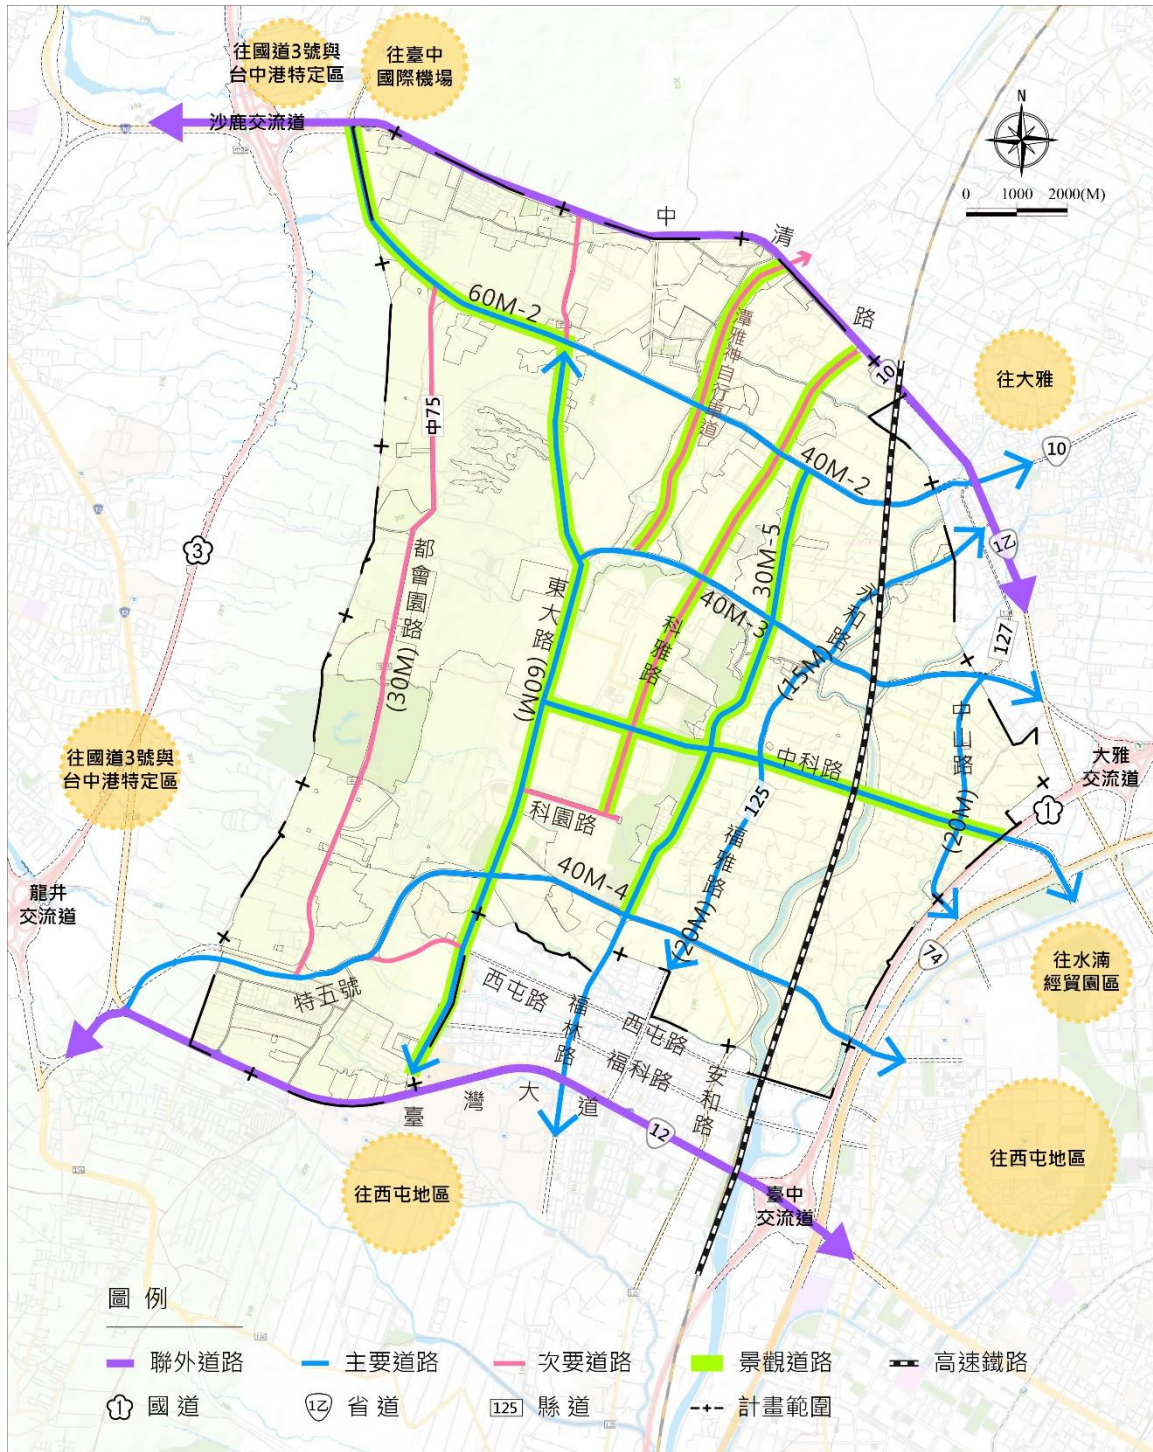 往國道3號與
台中港特定區
往臺中
國際機場
沙鹿交流道
N
0 1000 2000(M)
中清路
60M-2
潭雅神自行車道
10
往大雅
中75
40M-2
10
30M-5
1乙
3
都會園路
(30M)
東大路(60M)
40M-3
科雅路
永和路
(15M)
127
中山路
(20M)
往國道3號與
台中港特定區
中科路
大雅
交流道
1
科園路
125
福雅路
(20M)
40M-4
龍井
交流道
74
往水湳
經貿園區
特五號
西屯路
福林路
西屯路
福科路
安和路
臺灣大道
12
往西屯地區
往西屯地區
臺中
交流道
圖例
聯外道路
主要道路
次要道路
景觀道路
高速鐵路
1 國道
1乙 省道
125 縣道
計畫範圍